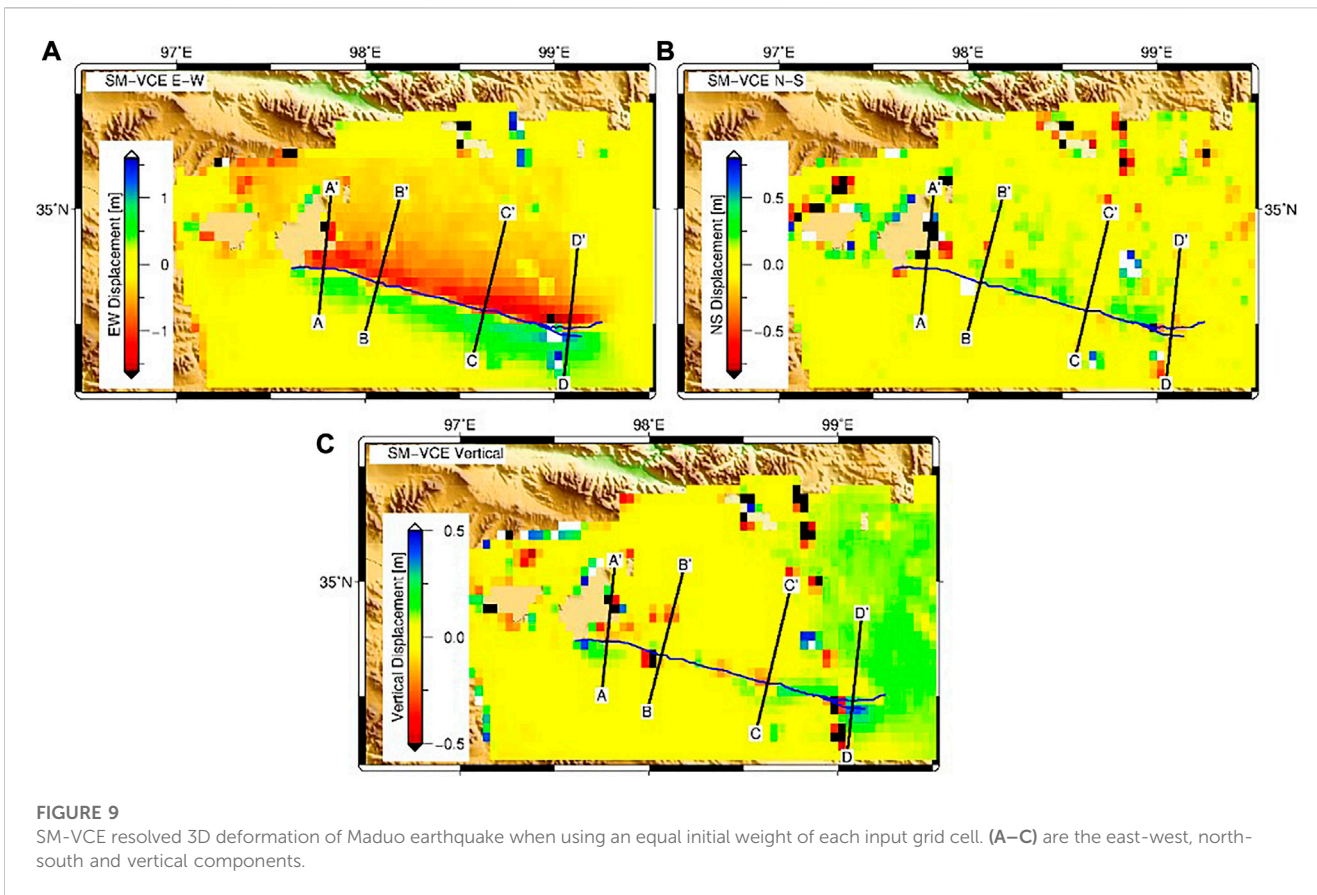 A
97°E
98°E
99°E
SM-VCE E-W
EW Displacement [m]
1
0
-1
35°N
A'
B'
C'
D'
A
B
C
D
B
97°E
98°E
99°E
SM-VCE N-S
NS Displacement [m]
0.5
0.0
-0.5
35°N
A'
B'
C'
D'
A
B
C
D
C
97°E
98°E
99°E
SM-VCE Vertical
Vertical Displacement [m]
0.5
0.0
-0.5
35°N
A'
B'
C'
D'
A
B
C
D
FIGURE 9
SM-VCE resolved 3D deformation of Maduo earthquake when using an equal initial weight of each input grid cell. (A–C) are the east-west, north-
south and vertical components.